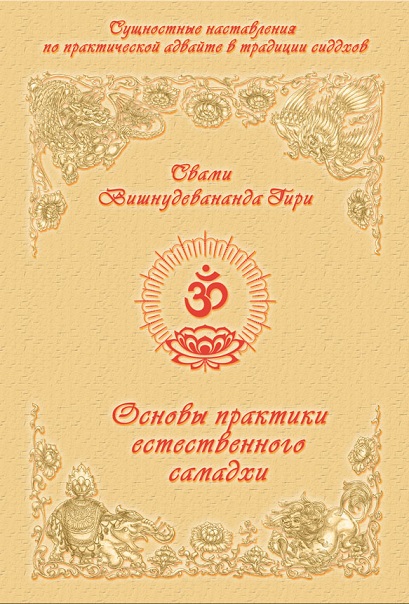 Сущностные наставления
по практической адвайте в традиции сиддхов
Свами
Вишнудевананда Гири
ॐ
Основы практики
естественного
самадхи